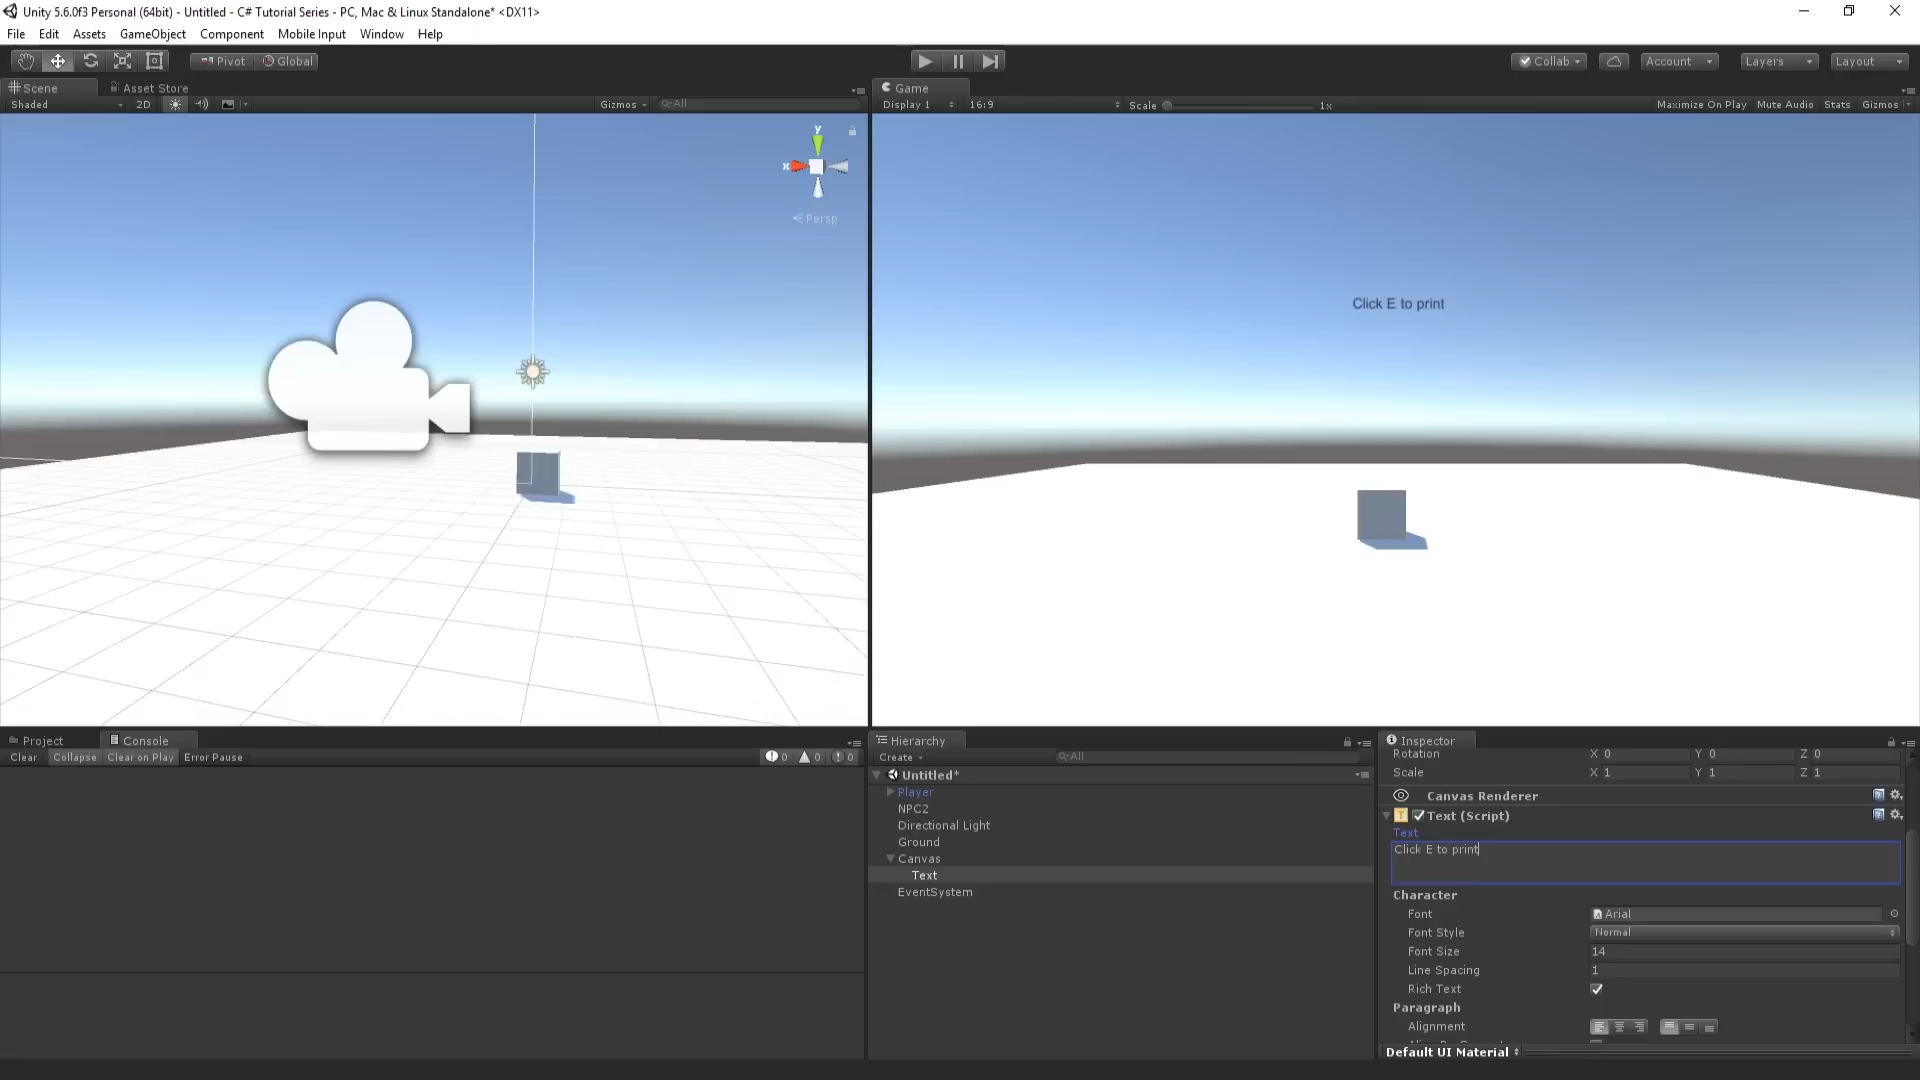 Unity 5.6.0f3 Personal (64bit) - Untitled - C# Tutorial Series - PC, Mac & Linux Standalone* <DX11>
File Edit Assets GameObject Component Mobile Input Window Help
Pivot Global Collab Account Layers Layout
Scene Asset Store
Shaded 2D Gizmos All
y
x
Persp
Game
Display 1 16:9 Scale 1x Maximize On Play Mute Audio Stats Gizmos
Click E to print
Project Console
Clear Collapse Clear on Play Error Pause 0 0 0
Hierarchy
Create All
Untitled*
Player
NPC2
Directional Light
Ground
Canvas
Text
EventSystem
Inspector
Rotation X 0 Y 0 Z 0
Scale X 1 Y 1 Z 1
Canvas Renderer
Text (Script)
Text
Click E to print
Character
Font Arial
Font Style Normal
Font Size 14
Line Spacing 1
Rich Text
Paragraph
Alignment
Default UI Material